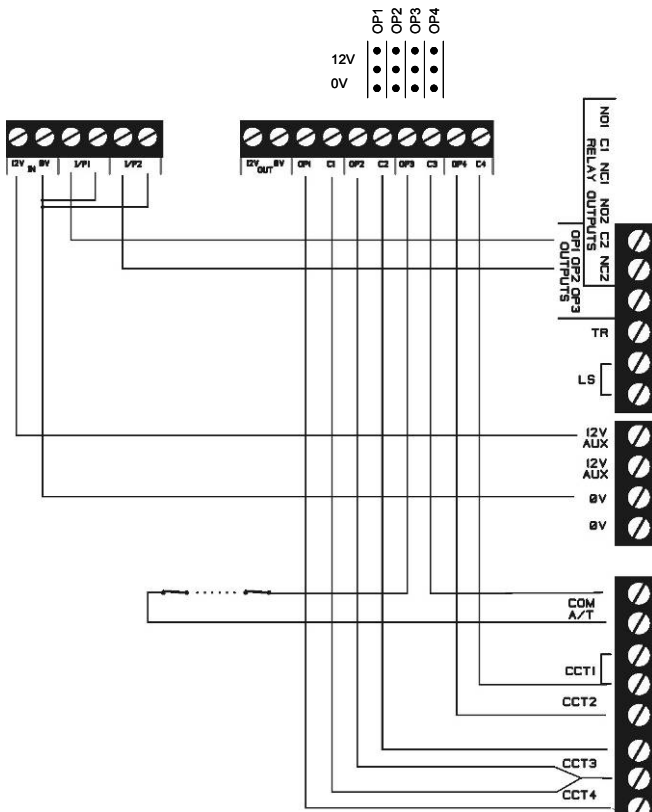 OP1
OP2
OP3
OP4
12V
0V
12V 0V I/P1 I/P2
IN
12V 0V OP1 C1 OP2 C2 OP3 C3 OP4 C4
OUT
NO1 C1 NC1 NO2 C2 NC2
RELAY OUTPUTS
OP1 OP2 OP3
OUTPUTS
TR
LS
12V
AUX
12V
AUX
0V
0V
COM
A/T
CCT1
CCT2
CCT3
CCT4